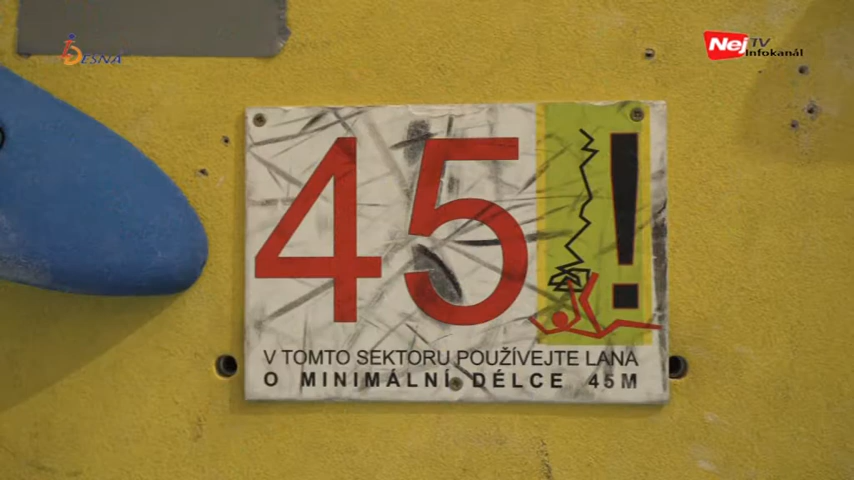 DESNÁ
Nej TV
Infokanál
45!
V TOMTO SEKTORU POUŽÍVEJTE LANA
O MINIMÁLNÍ DÉLCE 45M